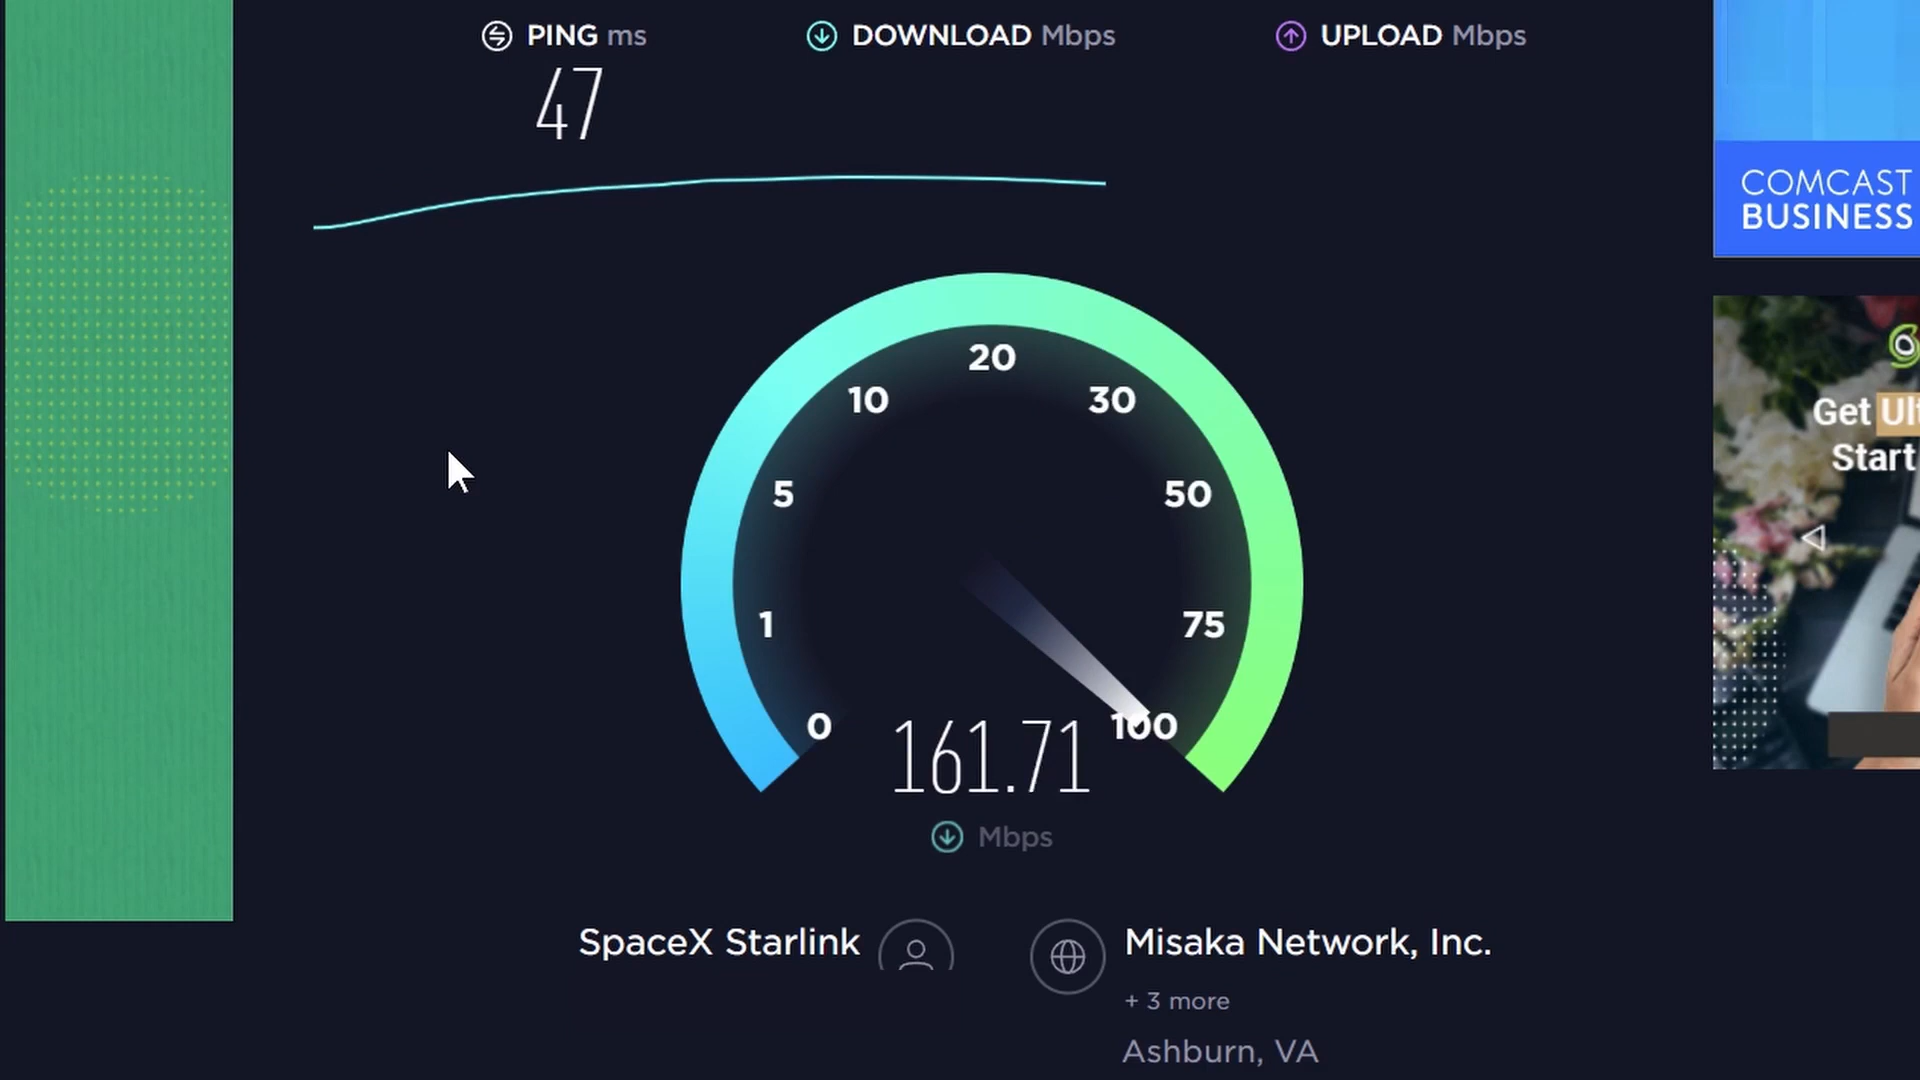 PING ms
DOWNLOAD Mbps
UPLOAD Mbps
47
COMCAST
BUSINESS
20
10
30
5
50
1
75
0
100
161.71
Mbps
Get Ult
Start
SpaceX Starlink
Misaka Network, Inc.
+ 3 more
Ashburn, VA